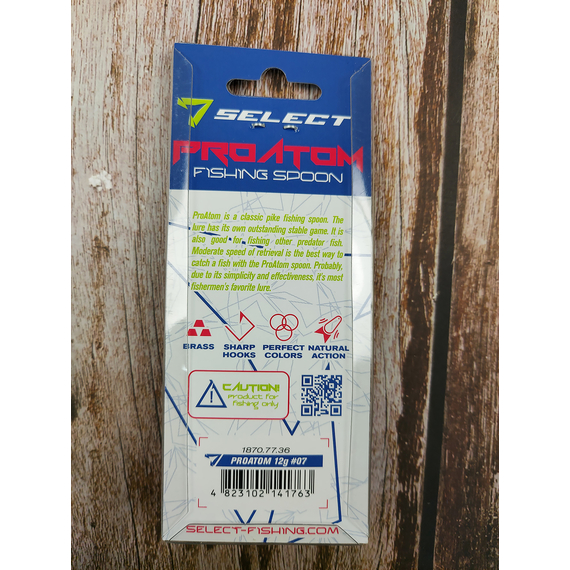 SELECT
PROATOM
FISHING SPOON
ProAtom is a classic pike fishing spoon. The
lure has its own outstanding stable game. It is
also good for fishing other predator fish.
Moderate speed of retrieval is the best way to
catch a fish with the ProAtom spoon. Probably,
due to its simplicity and effectiveness, it's most
fishermen's favorite lure.
BRASS SHARP HOOKS PERFECT COLORS NATURAL ACTION
CAUTION!
Product for
fishing only
1870.77.36
PROATOM 12g #07
4 823102 141763
SELECT-FISHING.COM